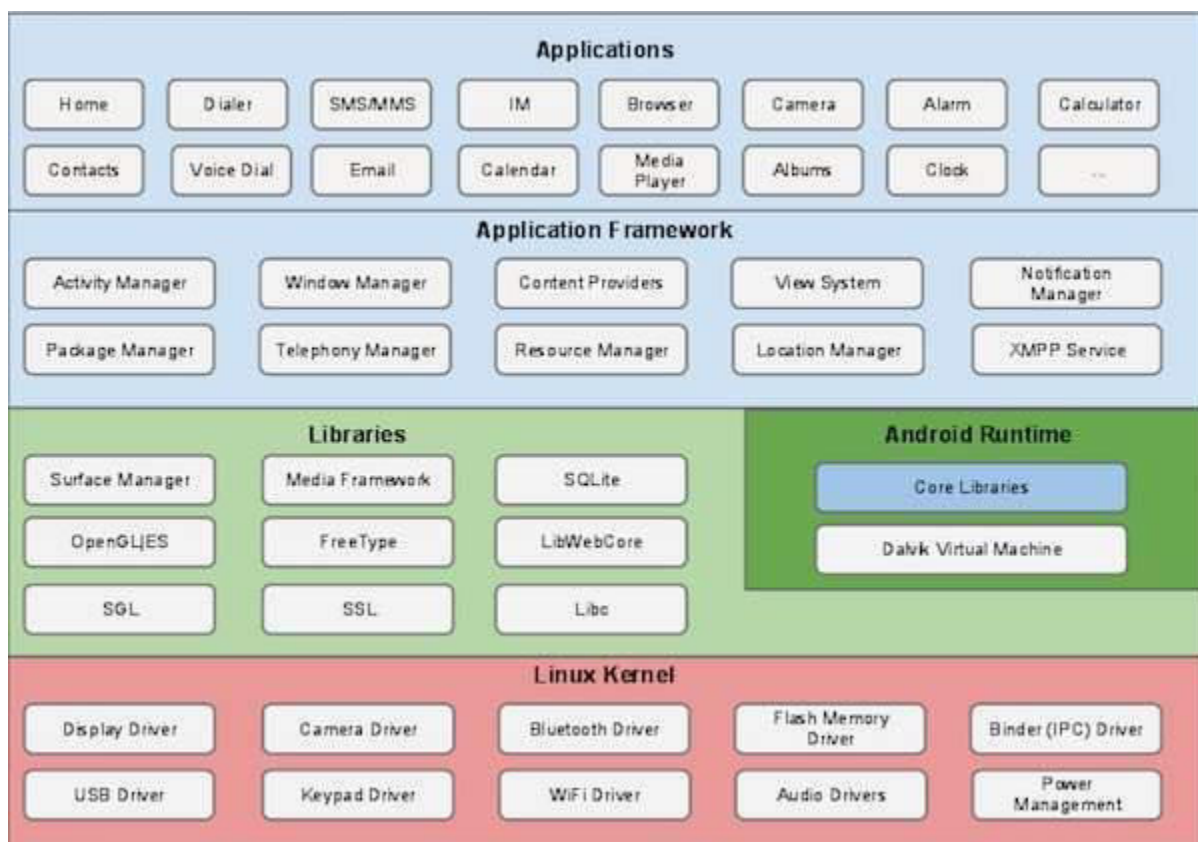 Applications
Home
Dialer
SMS/MMS
IM
Browser
Camera
Alarm
Calculator
Contacts
Voice Dial
Email
Calendar
Media
Player
Albums
Clock
...
Application Framework
Activity Manager
Window Manager
Content Providers
View System
Notification
Manager
Package Manager
Telephony Manager
Resource Manager
Location Manager
XMPP Service
Libraries
Surface Manager
Media Framework
SQLite
OpenGL|ES
FreeType
LibWebCore
SGL
SSL
Libc
Android Runtime
Core Libraries
Dalvik Virtual Machine
Linux Kernel
Display Driver
Camera Driver
Bluetooth Driver
Flash Memory
Driver
Binder (IPC) Driver
USB Driver
Keypad Driver
WiFi Driver
Audio Drivers
Power
Management